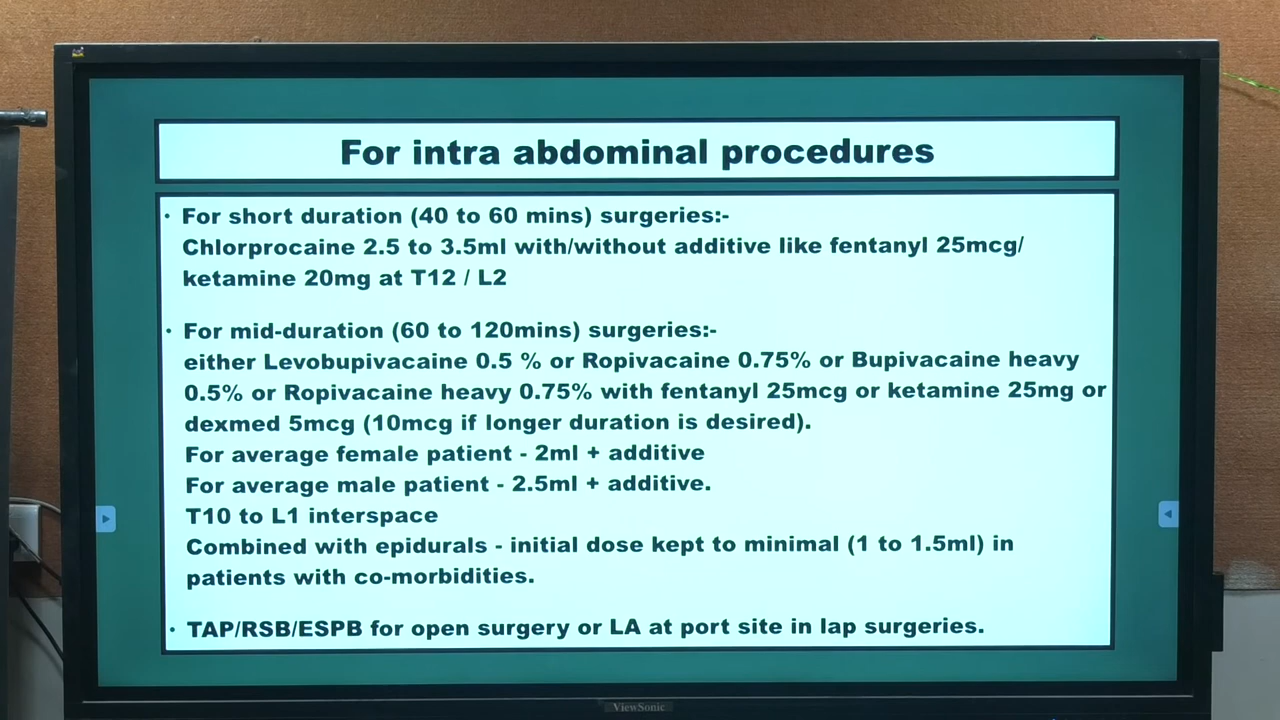 For intra abdominal procedures
• For short duration (40 to 60 mins) surgeries:-
Chlorprocaine 2.5 to 3.5ml with/without additive like fentanyl 25mcg/
ketamine 20mg at T12 / L2
• For mid-duration (60 to 120mins) surgeries:-
either Levobupivacaine 0.5 % or Ropivacaine 0.75% or Bupivacaine heavy
0.5% or Ropivacaine heavy 0.75% with fentanyl 25mcg or ketamine 25mg or
dexmed 5mcg (10mcg if longer duration is desired).
For average female patient - 2ml + additive
For average male patient - 2.5ml + additive.
T10 to L1 interspace
Combined with epidurals - initial dose kept to minimal (1 to 1.5ml) in
patients with co-morbidities.
• TAP/RSB/ESPB for open surgery or LA at port site in lap surgeries.
ViewSonic